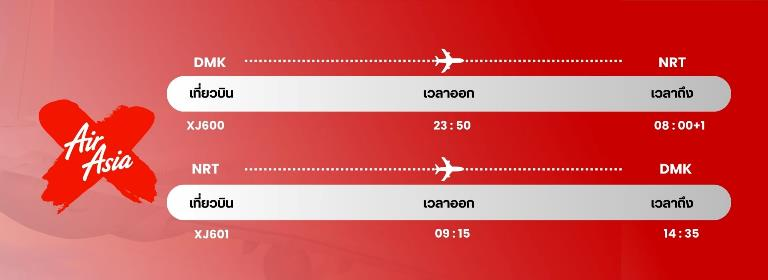 DMK NRT
เที่ยวบิน เวลาออก เวลาถึง
XJ600 23 : 50 08 : 00+1
Air
Asia
NRT DMK
เที่ยวบิน เวลาออก เวลาถึง
XJ601 09 : 15 14 : 35